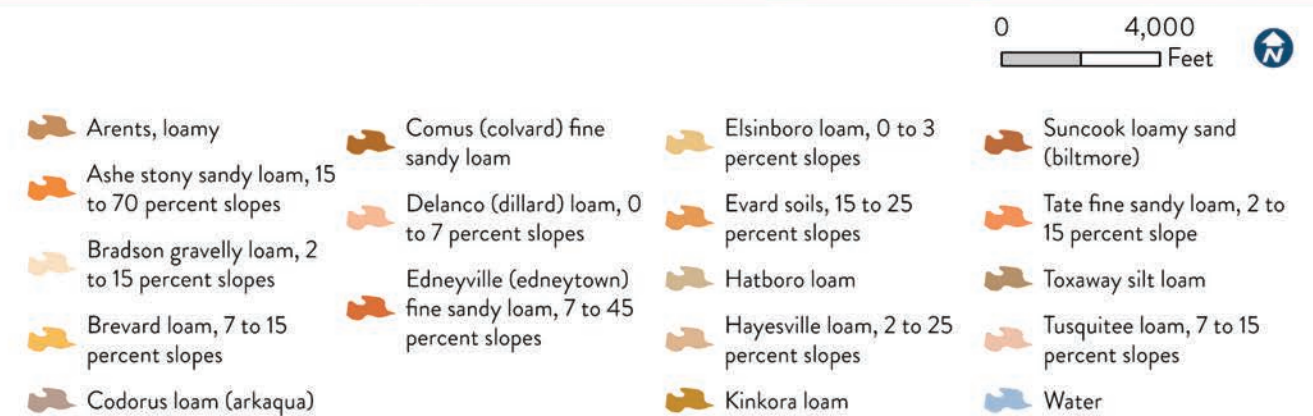 0 4,000
Feet
N
Arents, loamy
Ashe stony sandy loam, 15
to 70 percent slopes
Bradson gravelly loam, 2
to 15 percent slopes
Brevard loam, 7 to 15
percent slopes
Codorus loam (arkaqua)
Comus (colvard) fine
sandy loam
Delanco (dillard) loam, 0
to 7 percent slopes
Edneyville (edneytown)
fine sandy loam, 7 to 45
percent slopes
Elsinboro loam, 0 to 3
percent slopes
Evard soils, 15 to 25
percent slopes
Hatboro loam
Hayesville loam, 2 to 25
percent slopes
Kinkora loam
Suncook loamy sand
(biltmore)
Tate fine sandy loam, 2 to
15 percent slope
Toxaway silt loam
Tusquitee loam, 7 to 15
percent slopes
Water